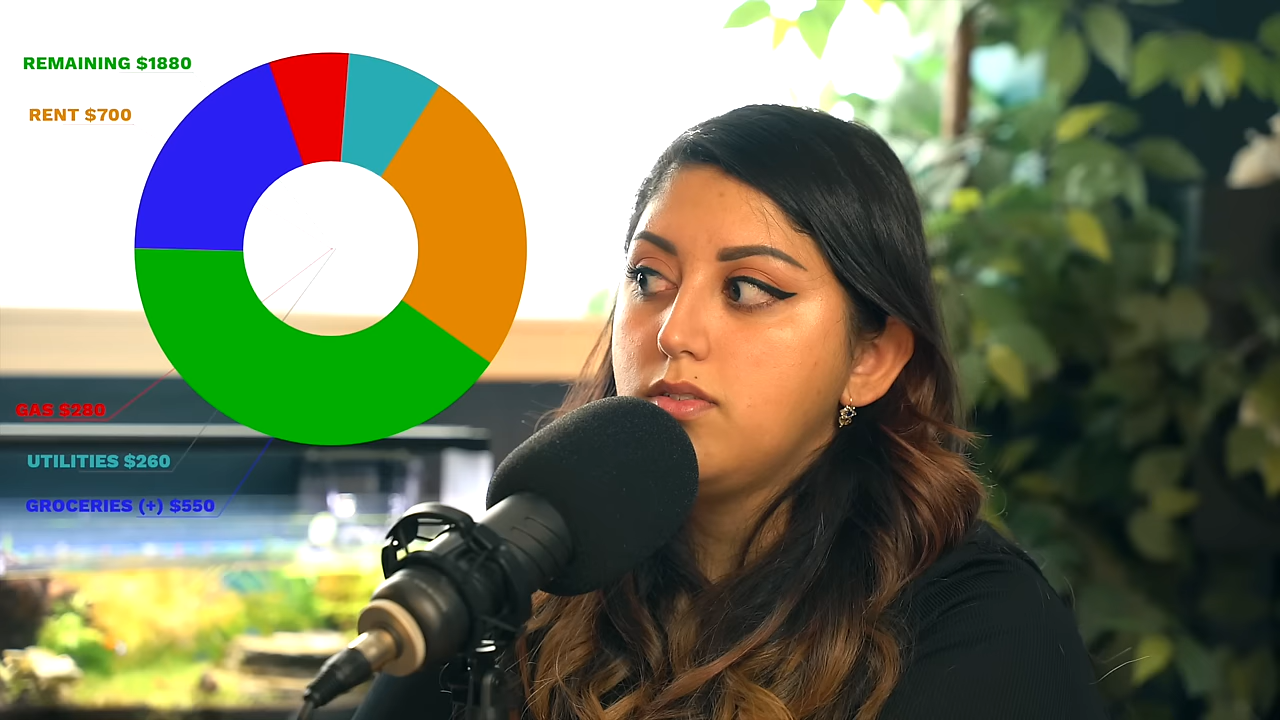 REMAINING $1880
RENT $700
GAS $280
UTILITIES $260
GROCERIES (+) $550